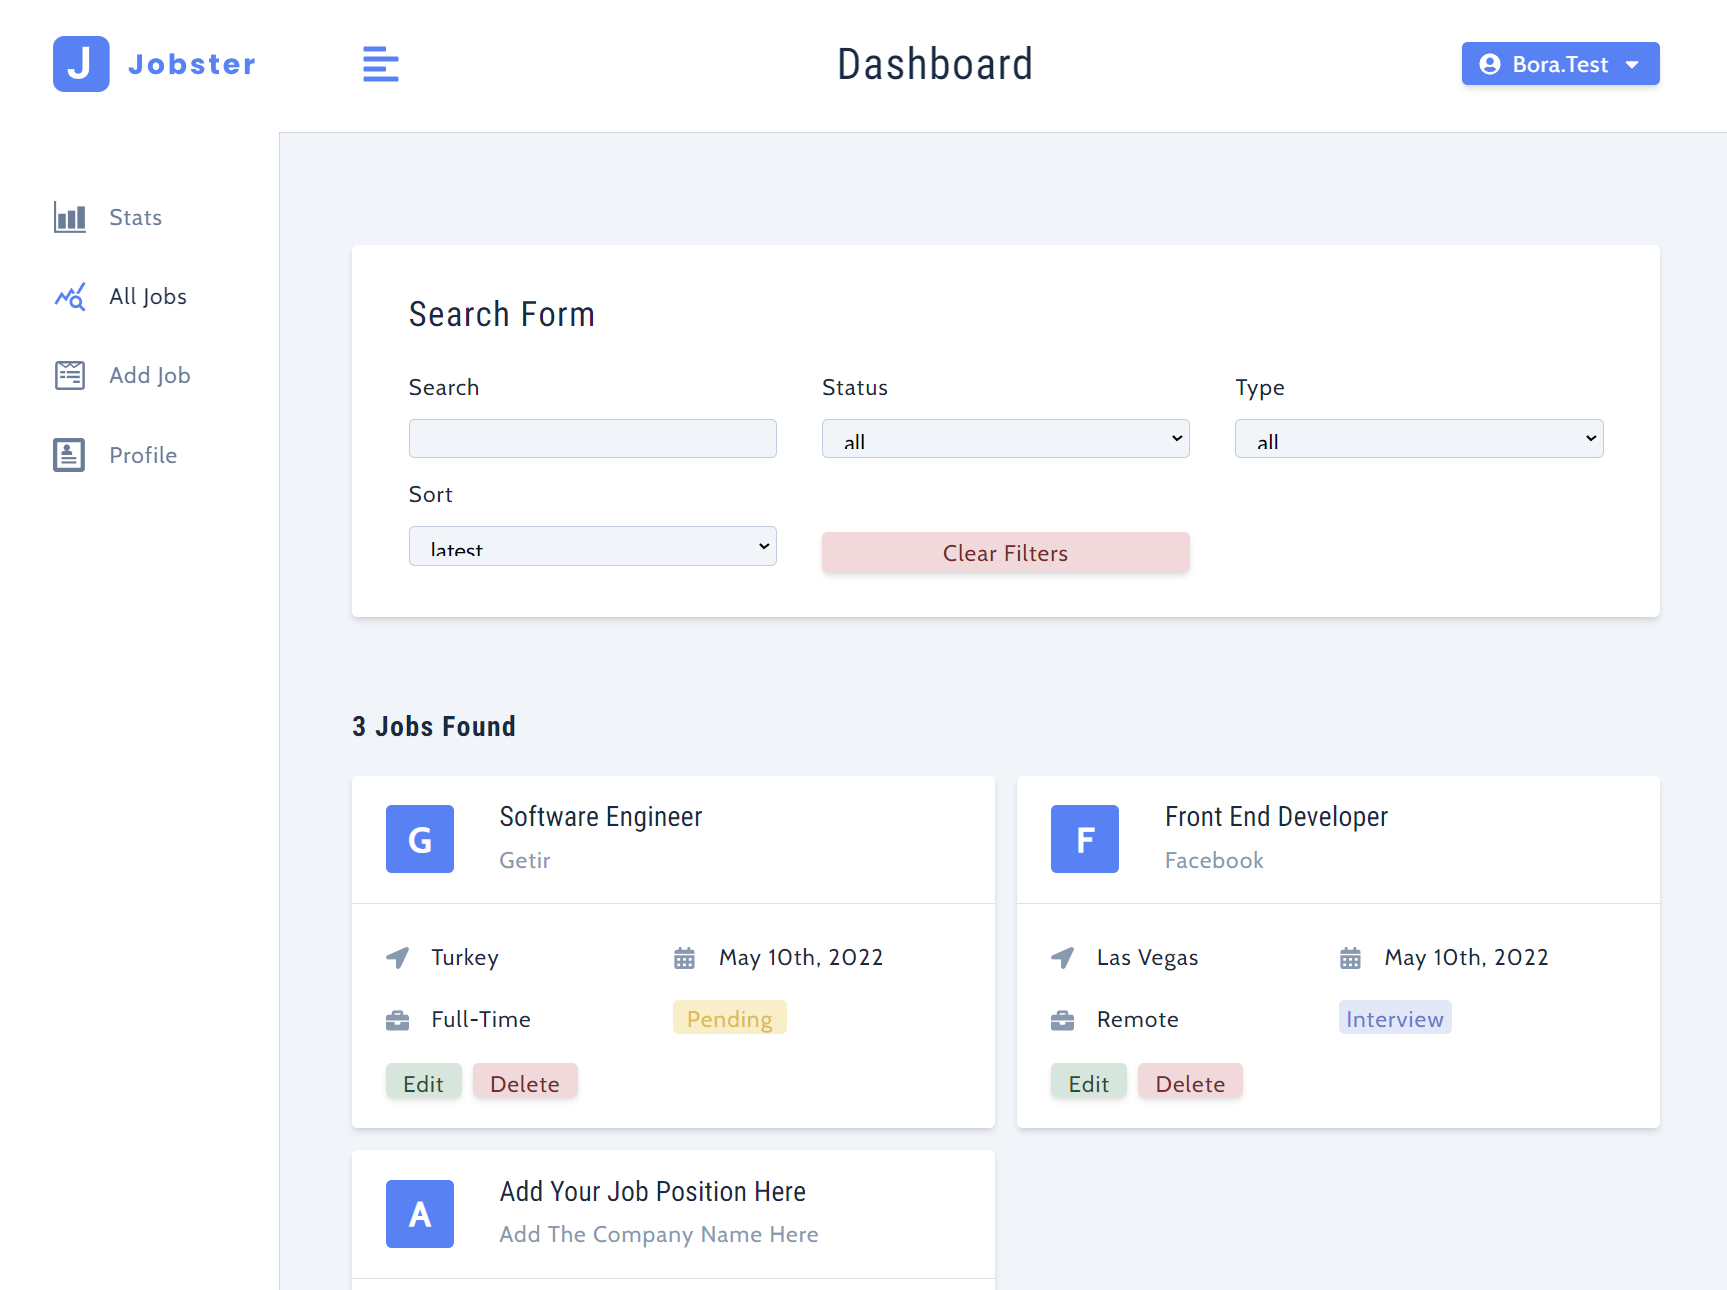 J Jobster
Dashboard
Bora.Test
Stats
All Jobs
Add Job
Profile
Search Form
Search
Status
Type
all
all
Sort
latest
Clear Filters
3 Jobs Found
G
Software Engineer
Getir
Turkey
May 10th, 2022
Full-Time
Pending
Edit
Delete
F
Front End Developer
Facebook
Las Vegas
May 10th, 2022
Remote
Interview
Edit
Delete
A
Add Your Job Position Here
Add The Company Name Here